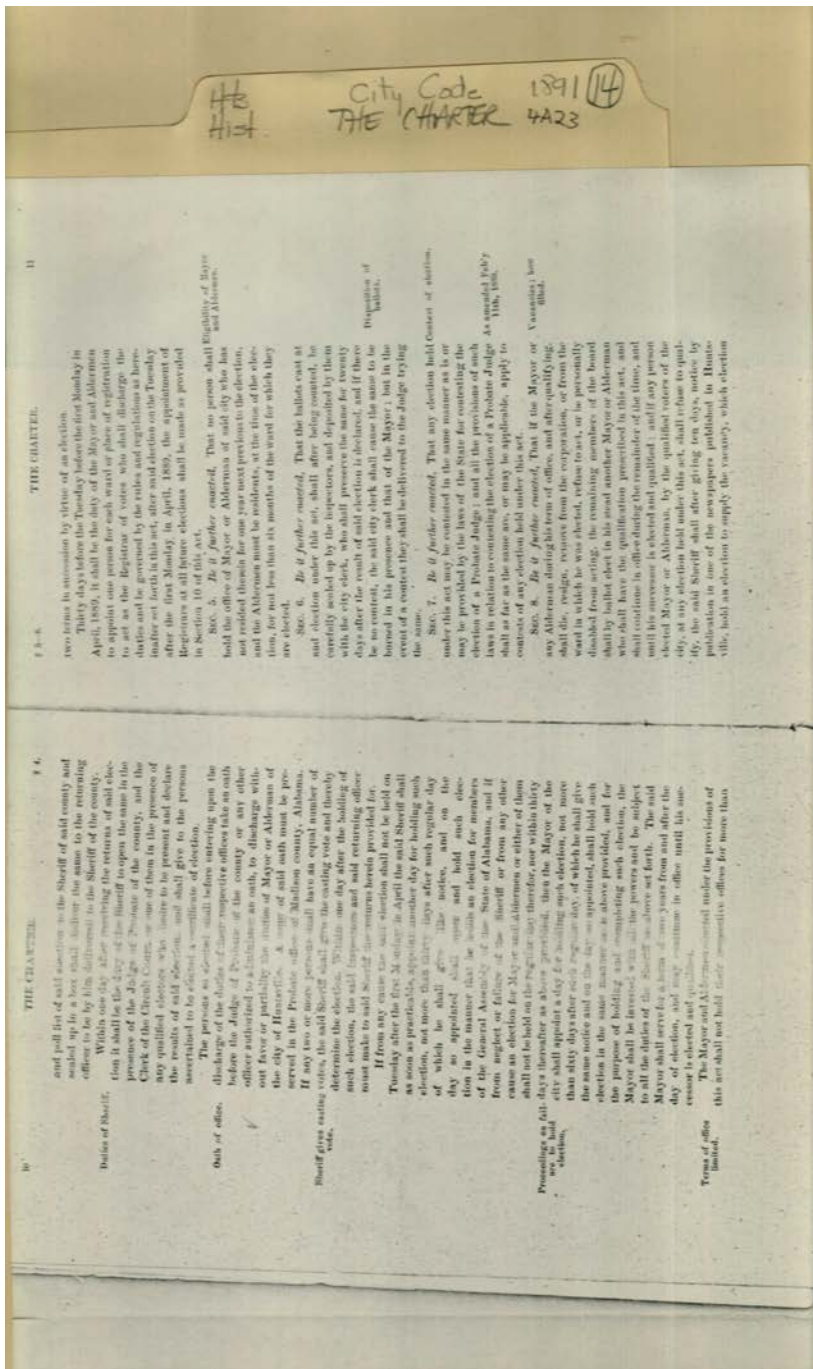 Hts
Hist.
City Code 1891 14
THE CHARTER 4A23
10 THE CHARTER. § 4.
and poll list of said election to the Sheriff of said county and
sealed up in a box shall deliver the same to the returning
officer to be by him delivered to the Sheriff of the county.
Duties of Sheriff.
Within one day after receiving the returns of said elec-
tion it shall be the duty of the Sheriff to open the same in the
presence of the Judge of Probate of the county, and the
Clerk of the Circuit Court, or one of them in the presence of
any qualified electors who desire to be present and declare
the results of said election, and shall give to the persons
ascertained to be elected a certificate of election.
Oath of office.
The persons so elected shall before entering upon the
discharge of the duties of their respective offices take an oath
before the Judge of Probate of the county or any other
officer authorized to administer an oath, to discharge with-
out favor or partiality the duties of Mayor or Alderman of
the city of Huntsville. A copy of said oath must be pre-
served in the Probate office of Madison county, Alabama.
Sheriff gives casting vote.
If any two or more persons shall have an equal number of
votes, the said Sheriff shall give the casting vote and thereby
determine the election. Within one day after the holding of
such election, the said inspectors and said returning officer
must make to said Sheriff the returns herein provided for.
If from any cause the said election shall not be held on
Tuesday after the first Monday in April the said Sheriff shall
as soon as practicable, appoint another day for holding such
election, not more than thirty days after such regular day
of which he shall give like notice, and on the
day so appointed shall open and hold such elec-
tion in the manner that he holds an election for members
of the General Assembly of the State of Alabama, and if
from neglect or failure of the Sheriff or from any other
cause an election for Mayor and Aldermen or either of them
shall not be held on the regular day therefor, nor within thirty
Proceedings on failure to hold election.
days thereafter as above provided, then the Mayor of the
city shall appoint a day for holding such election, not more
than sixty days after such regular day, of which he shall give
the same notice and on the day so appointed, shall hold such
election in the same manner as is above provided, and for
the purpose of holding and completing such election, the
Mayor shall be invested with all the powers and be subject
to all the duties of the Sheriff as above set forth. The said
Mayor shall serve for a term of two years from and after the
day of election, and may continue in office until his suc-
cessor is elected and qualifies.
Terms of office limited.
The Mayor and Aldermen elected under the provisions of
this act shall not hold their respective offices for more than
§ 5-8. THE CHARTER. 11
two terms in succession by virtue of an election.
Thirty days before the Tuesday before the first Monday in
April, 1889, it shall be the duty of the Mayor and Aldermen
to appoint one person for each ward or place of registration
to act as the Registrar of votes who shall discharge the
duties and be governed by the rules and regulations as here-
inafter set forth in this act, after said election on the Tuesday
after the first Monday, in April, 1889, the appointment of
Registrars at all future elections shall be made as provided
in Section 10 of this act.
SEC. 5. Be it further enacted, That no person shall
Eligibility of Mayor and Aldermen.
hold the office of Mayor or Alderman of said city who has
not resided therein for one year next previous to the election,
and the Aldermen must be residents, at the time of the elec-
tion, for not less than six months of the ward for which they
are elected.
SEC. 6. Be it further enacted, That the ballots cast at
and election under this act, shall after being counted, be
carefully sealed up by the inspectors, and deposited by them
with the city clerk, who shall preserve the same for twenty
days after the result of said election is declared, and if there
Disposition of ballots.
be no contest, the said city clerk shall cause the same to be
burned in his presence and that of the Mayor; but in the
event of a contest they shall be delivered to the Judge trying
the same.
SEC. 7. Be it further enacted, That any election held
Contest of election.
under this act may be contested in the same manner as is or
may be provided by the laws of the State for contesting the
election of a Probate Judge; and all the provisions of such
laws in relation to contesting the election of a Probate Judge
As amended Feb'y
shall as far as the same are, or may be applicable, apply to
contests of any election held under this act.
SEC. 8. Be it further enacted, That if the Mayor or
Vacancies; how filled.
any Alderman during his term of office, and after qualifying,
shall die, resign, remove from the corporation, or from the
ward in which he was elected, refuse to act, or be personally
disabled from acting, the remaining members of the board
shall by ballot elect in his stead another Mayor or Alderman
who shall have the qualification prescribed in this act, and
shall continue in office during the remainder of the time, and
until his successor is elected and qualified; and if any person
elected Mayor or Alderman, by the qualified voters of the
city, at any election held under this act, shall refuse to qual-
ify, the said Sheriff shall after giving ten days, notice by
publication in one of the newspapers published in Hunts-
ville, hold an election to supply the vacancy, which election